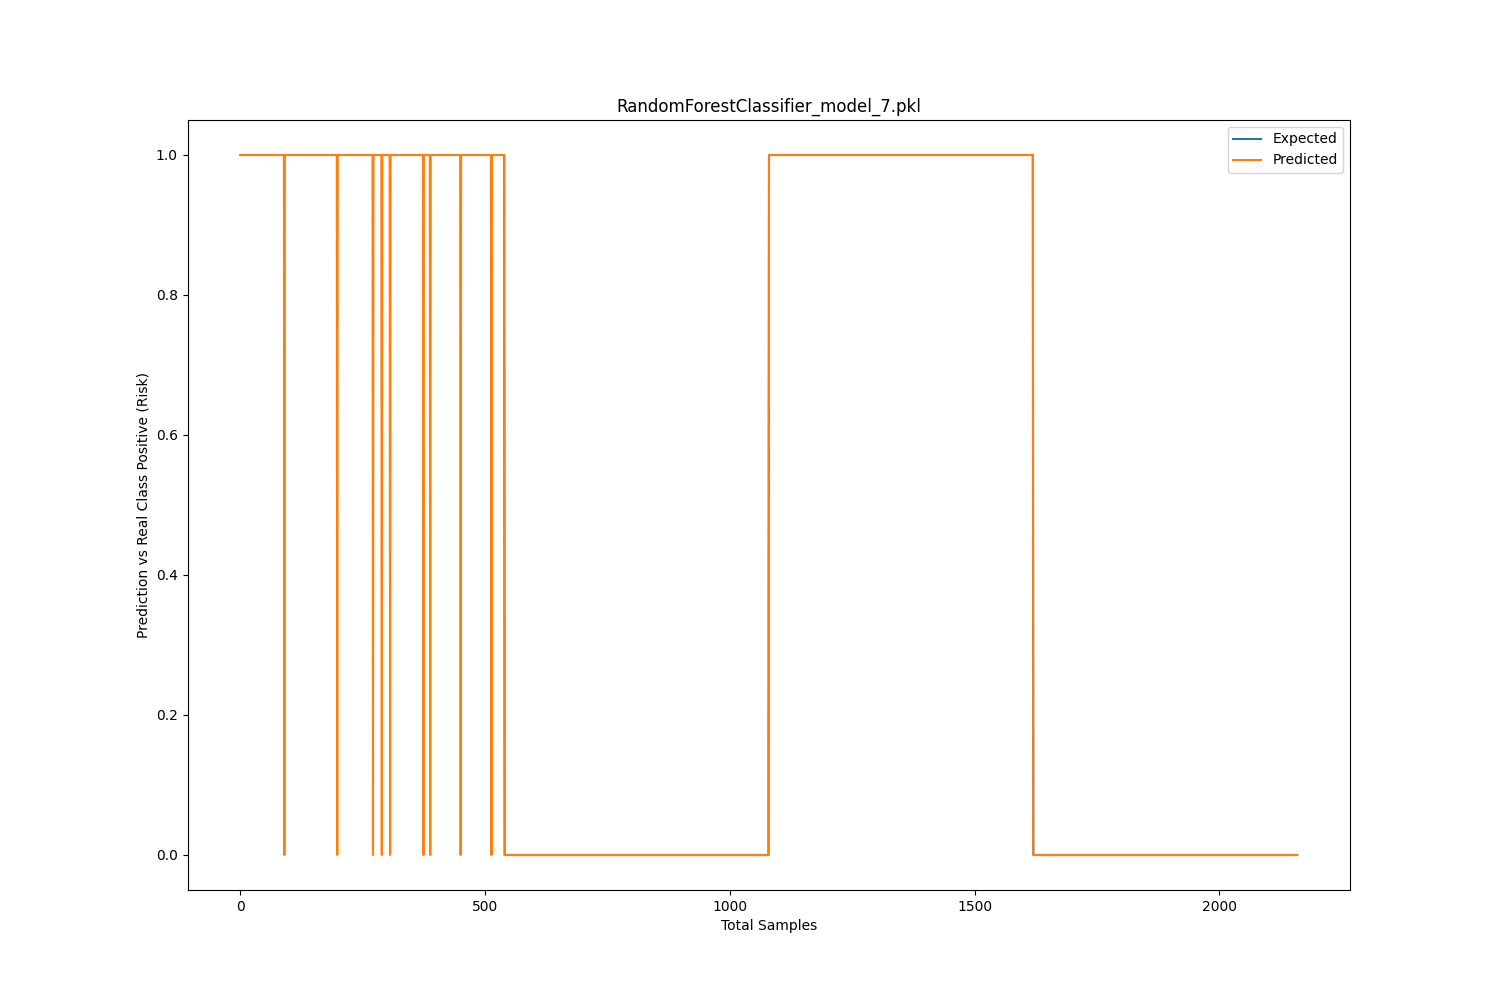 RandomForestClassifier_model_7.pkl
Expected
Predicted
Prediction vs Real Class Positive (Risk)
1.0
0.8
0.6
0.4
0.2
0.0
0
500
1000
1500
2000
Total Samples